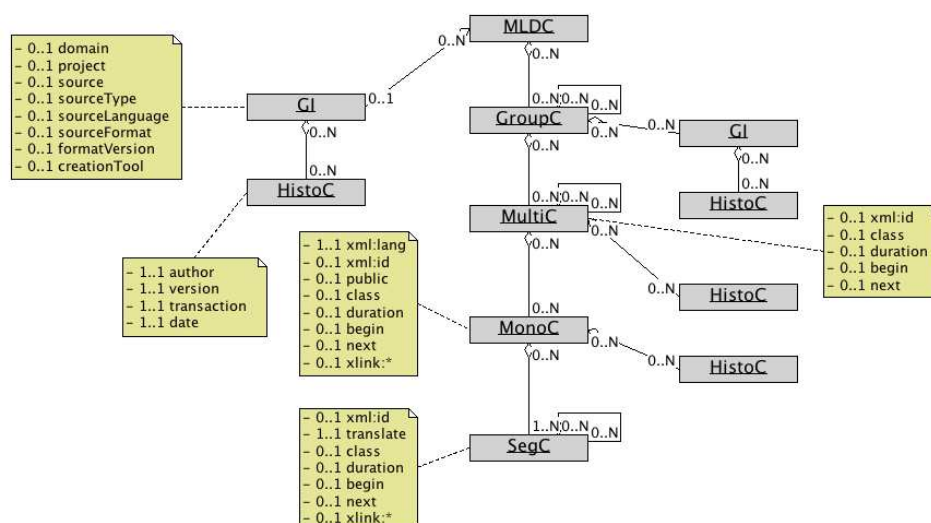 MLDC
0..N
0..N
- 0..1 domain
- 0..1 project
- 0..1 source
- 0..1 sourceType
- 0..1 sourceLanguage
- 0..1 sourceFormat
- 0..1 formatVersion
- 0..1 creationTool
GI
0..1
0..N
0..N
HistoC
- 1..1 author
- 1..1 version
- 1..1 transaction
- 1..1 date
0..N
0..N
0..N
GroupC
0..N
0..N
0..N
GI
0..N
0..N
HistoC
0..N
0..N
0..N
MultiC
0..N
0..N
- 0..1 xml:id
- 0..1 class
- 0..1 duration
- 0..1 begin
- 0..1 next
0..N
HistoC
- 1..1 xml:lang
- 0..1 xml:id
- 0..1 public
- 0..1 class
- 0..1 duration
- 0..1 begin
- 0..1 next
- 0..1 xlink:*
0..N
MonoC
0..N
0..N
0..N
HistoC
1..N
0..N
0..N
SegC
- 0..1 xml:id
- 1..1 translate
- 0..1 class
- 0..1 duration
- 0..1 begin
- 0..1 next
- 0..1 xlink:*